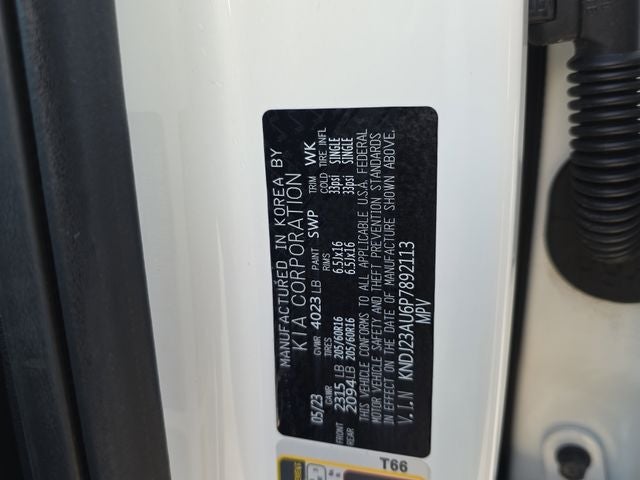 MANUFACTURED IN KOREA BY
KIA CORPORATION
05/23 GVWR 4023 LB PAINT SWP TRIM WK
GAWR TIRES RIMS COLD TIRE INFL
FRONT 2315 LB 205/60R16 6.5Jx16 33psi SINGLE
REAR 2094 LB 205/60R16 6.5Jx16 33psi SINGLE
THIS VEHICLE CONFORMS TO ALL APPLICABLE U.S.A. FEDERAL
MOTOR VEHICLE SAFETY AND THEFT PREVENTION STANDARDS
IN EFFECT ON THE DATE OF MANUFACTURE SHOWN ABOVE.
V.I.N KNDJ23AU6P7892113
MPV
T66